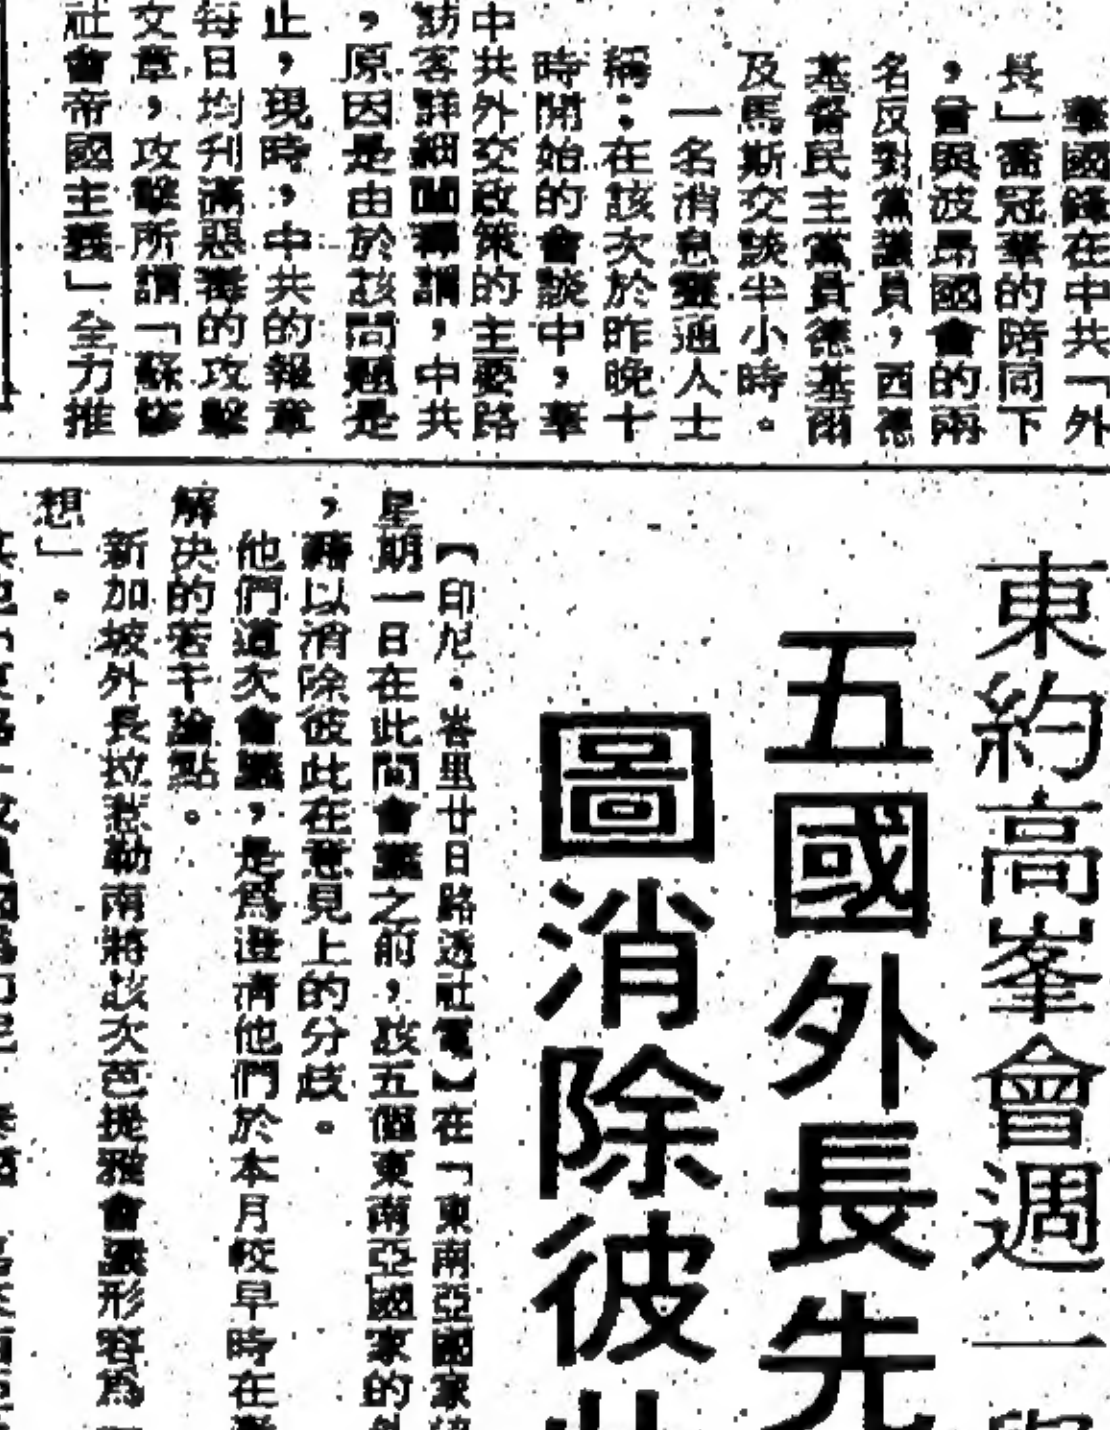 華國鋒在中共「外
長」喬冠華的陪同下
，曾與波昂國會的兩
名反對黨議員，西德
基督民主黨員德基爾
及馬斯交談半小時。
一名消息靈通人士
稱：在該次於昨晚十
時開始的會談中，華
中共外交政策的主要路
訪客詳細闡釋謂，中共
，原因是由於該問題是
止，現時，中共的報章
每日均刋滿惡毒的攻擊
文章，攻擊所謂「蘇修
社會帝國主義」全力推
東約高峯會週一
五國外長先
圖消除彼
【印尼·峇里廿日路透社電】在「東南亞國家
星期一日在此間會議之前，該五個東南亞國家的
，藉以消除彼此在意見上的分歧。
他們這次會議，是爲澄清他們於本月較早時在
解決的若干論點。
新加坡外長拉惹勒南將該次芭提雅會議形容爲「
想」。